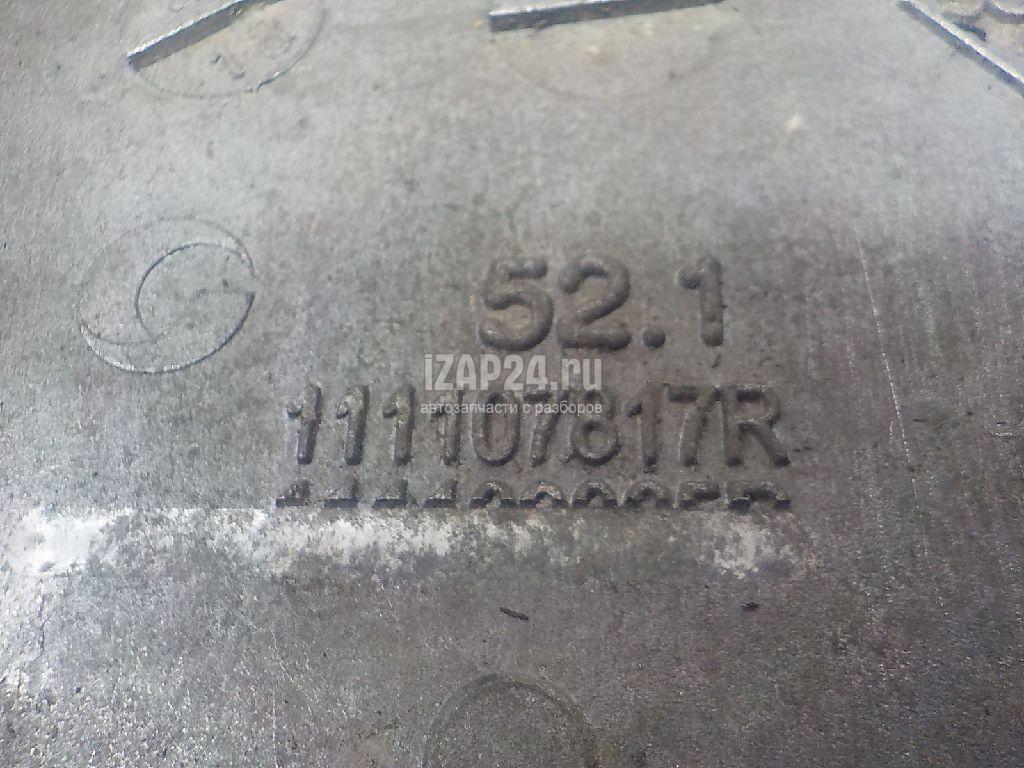 52.1
iZAP24.ru
автозапчасти с разборов
111107817R